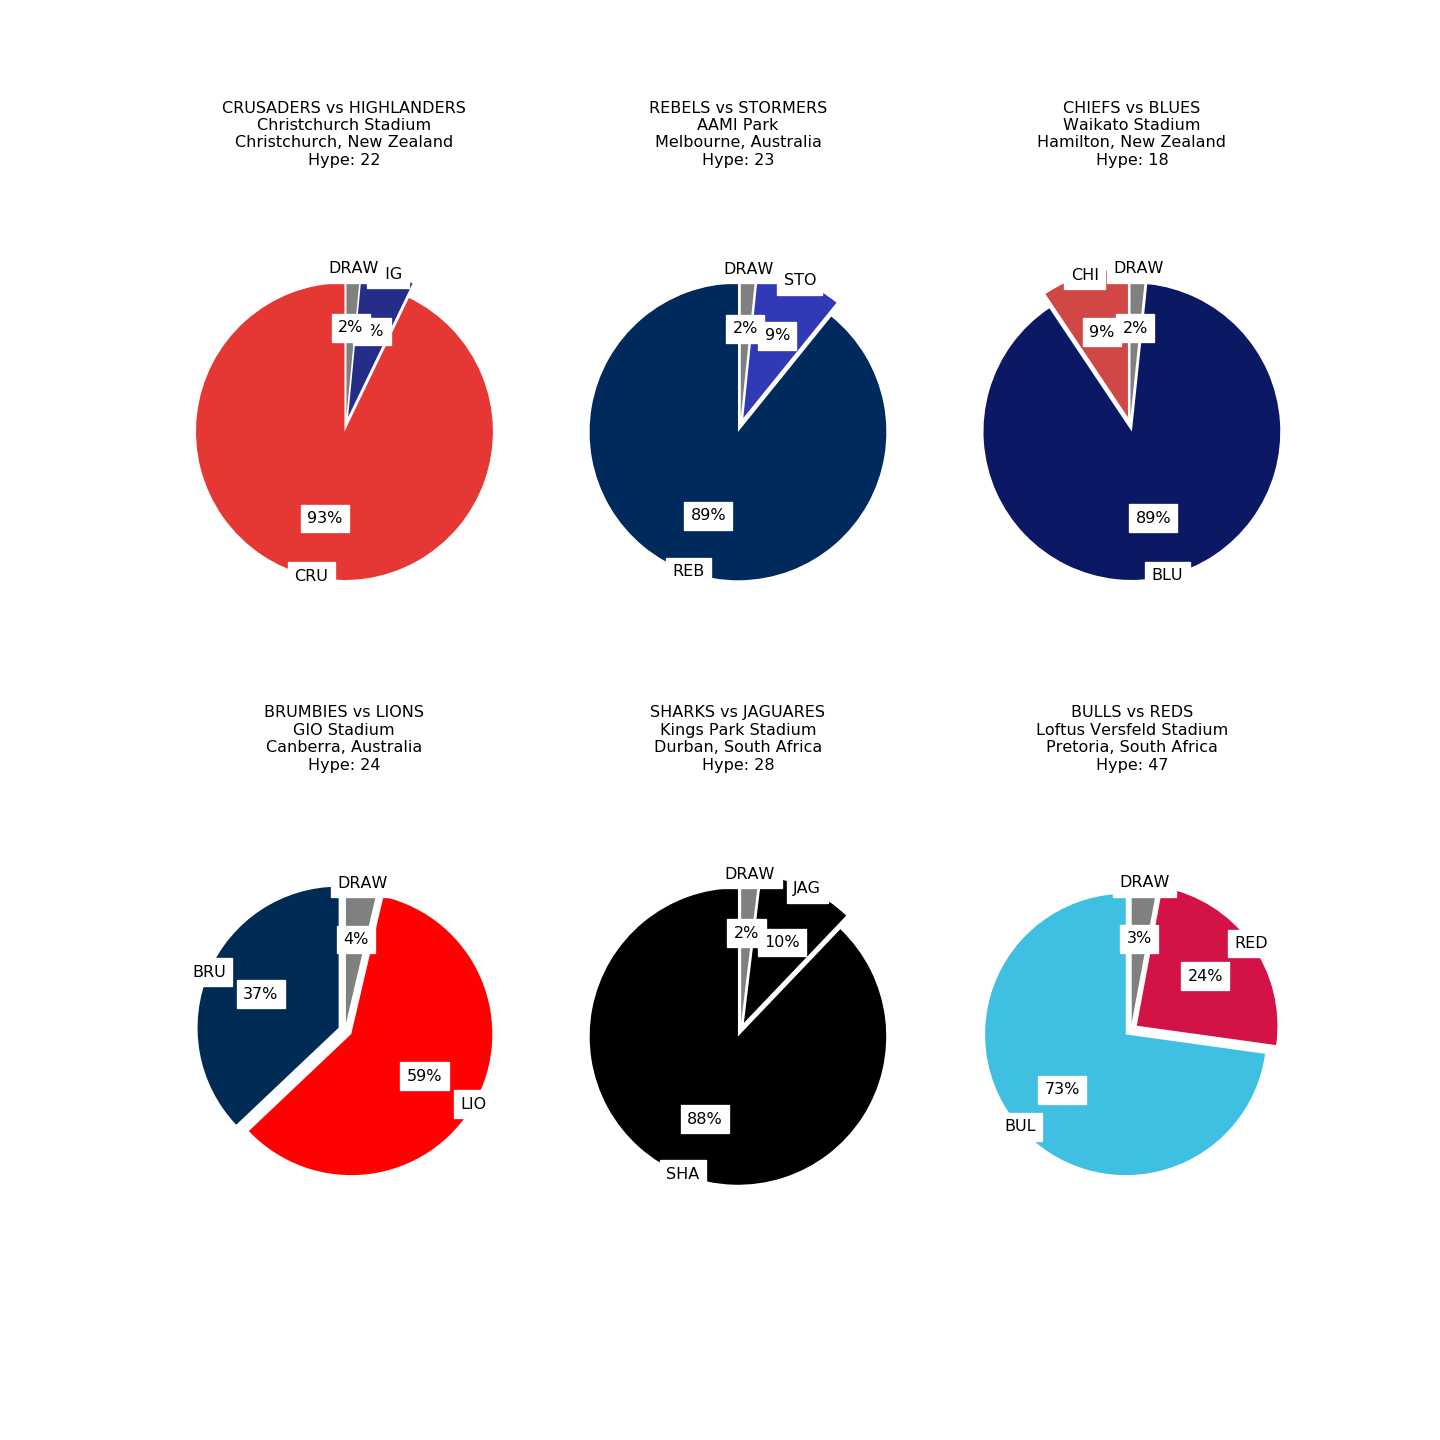 CRUSADERS vs HIGHLANDERS
Christchurch Stadium
Christchurch, New Zealand
Hype: 22
DRAW
IG
2%
%
93%
CRU
REBELS vs STORMERS
AAMI Park
Melbourne, Australia
Hype: 23
DRAW
STO
2%
9%
89%
REB
CHIEFS vs BLUES
Waikato Stadium
Hamilton, New Zealand
Hype: 18
CHI
DRAW
9%
2%
89%
BLU
BRUMBIES vs LIONS
GIO Stadium
Canberra, Australia
Hype: 24
DRAW
4%
BRU
37%
59%
LIO
SHARKS vs JAGUARES
Kings Park Stadium
Durban, South Africa
Hype: 28
DRAW
JAG
2%
10%
88%
SHA
BULLS vs REDS
Loftus Versfeld Stadium
Pretoria, South Africa
Hype: 47
DRAW
3%
RED
24%
73%
BUL